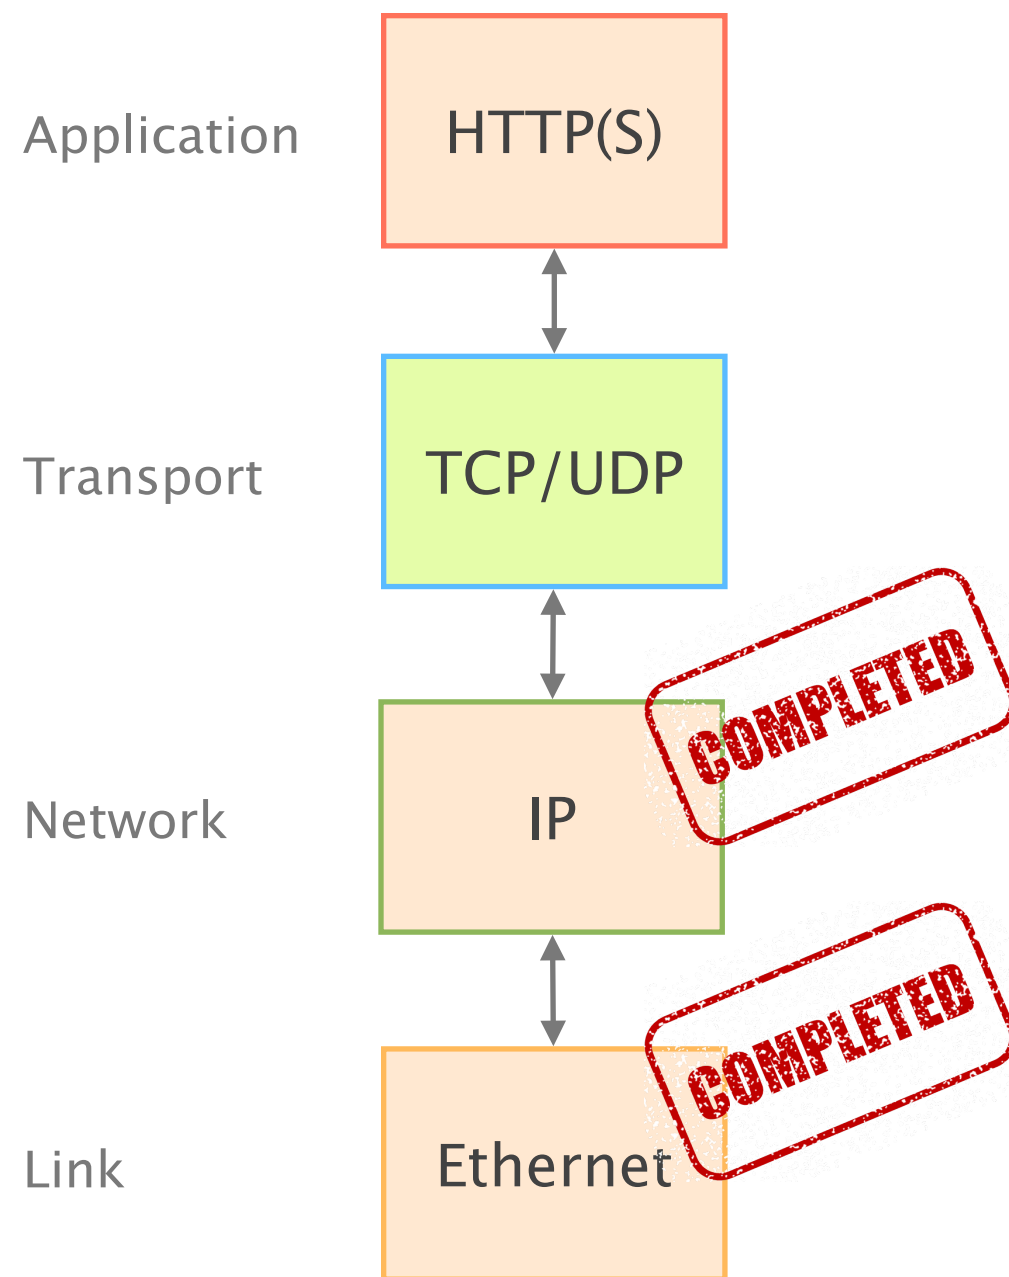 Application
HTTP(S)
Transport
TCP/UDP
COMPLETED
Network
IP
COMPLETED
Link
Ethernet